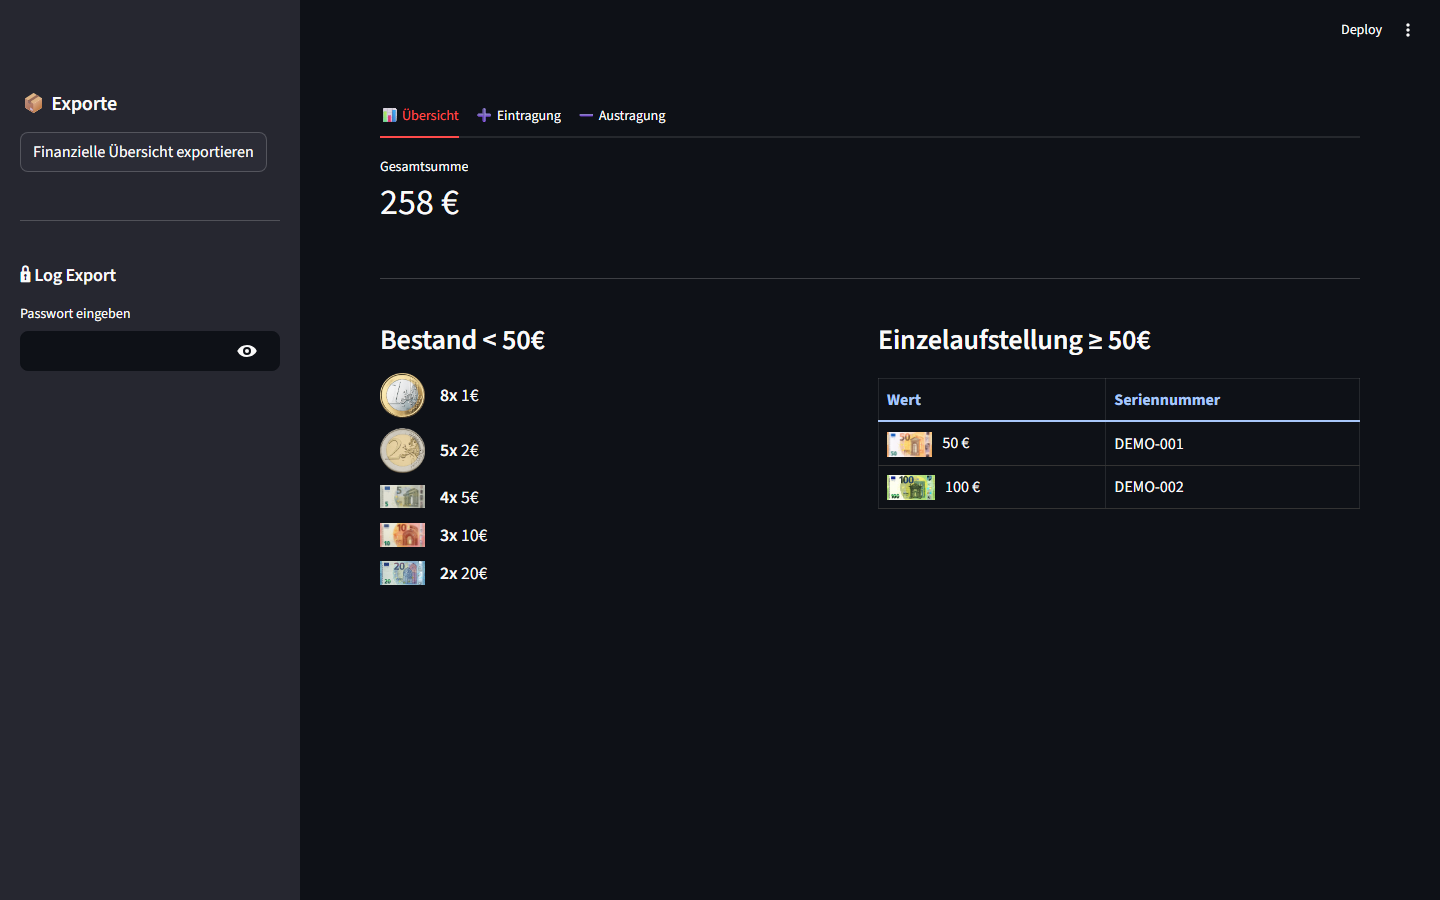 Deploy
📦 Exporte
Finanzielle Übersicht exportieren
🔒 Log Export
Passwort eingeben
📊 Übersicht ➕ Eintragung ➖ Austragung
Gesamtsumme
258 €
Bestand < 50€
8x 1€
5x 2€
4x 5€
3x 10€
2x 20€
Einzelaufstellung ≥ 50€
Wert Seriennummer
50 € DEMO-001
100 € DEMO-002